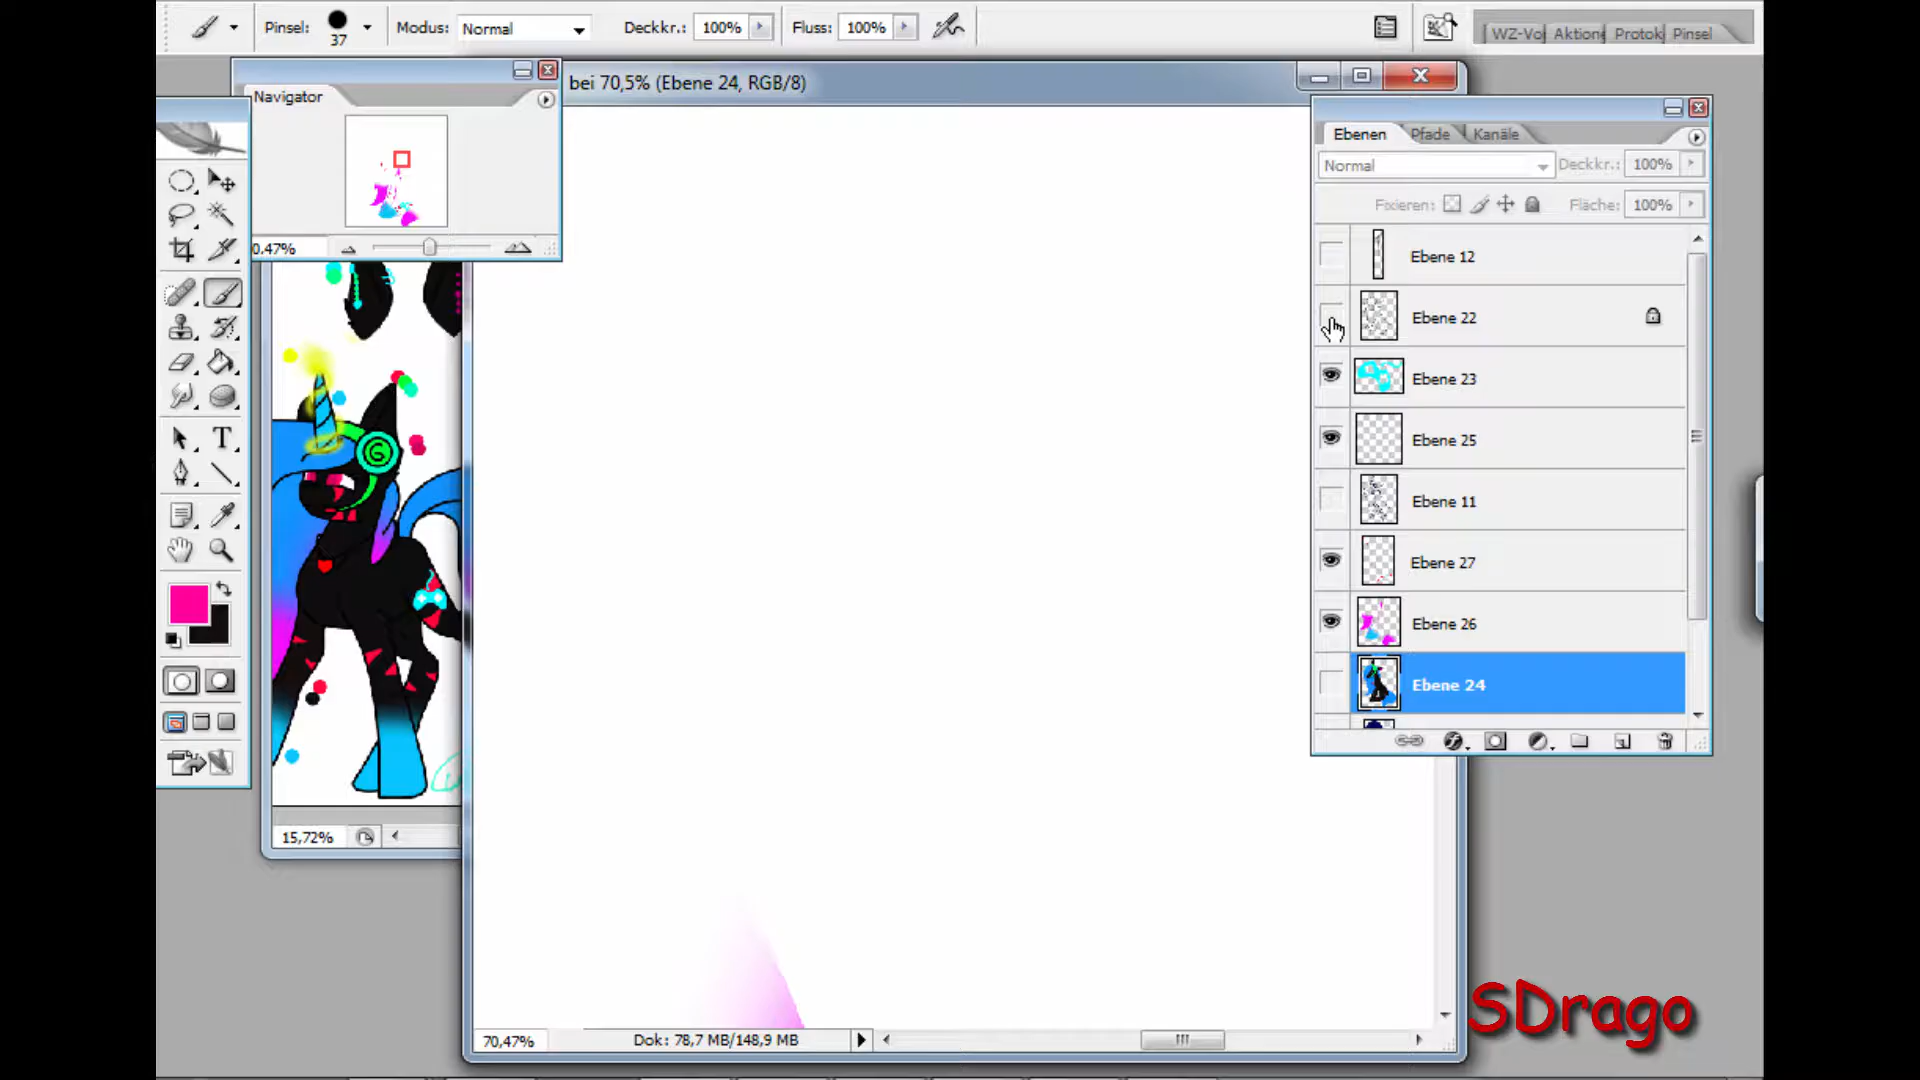 Pinsel:
37
Modus: Normal
Deckkr.: 100%
Fluss: 100%
WZ-Vo
Aktione
Protok
Pinsel
Navigator
0,47%
bei 70,5% (Ebene 24, RGB/8)
Ebenen
Pfade
Kanäle
Normal
Deckkr.: 100%
Fixieren:
Fläche: 100%
Ebene 12
Ebene 22
Ebene 23
Ebene 25
Ebene 11
Ebene 27
Ebene 26
Ebene 24
15,72%
70,47%
Dok: 78,7 MB/148,9 MB
SDrago